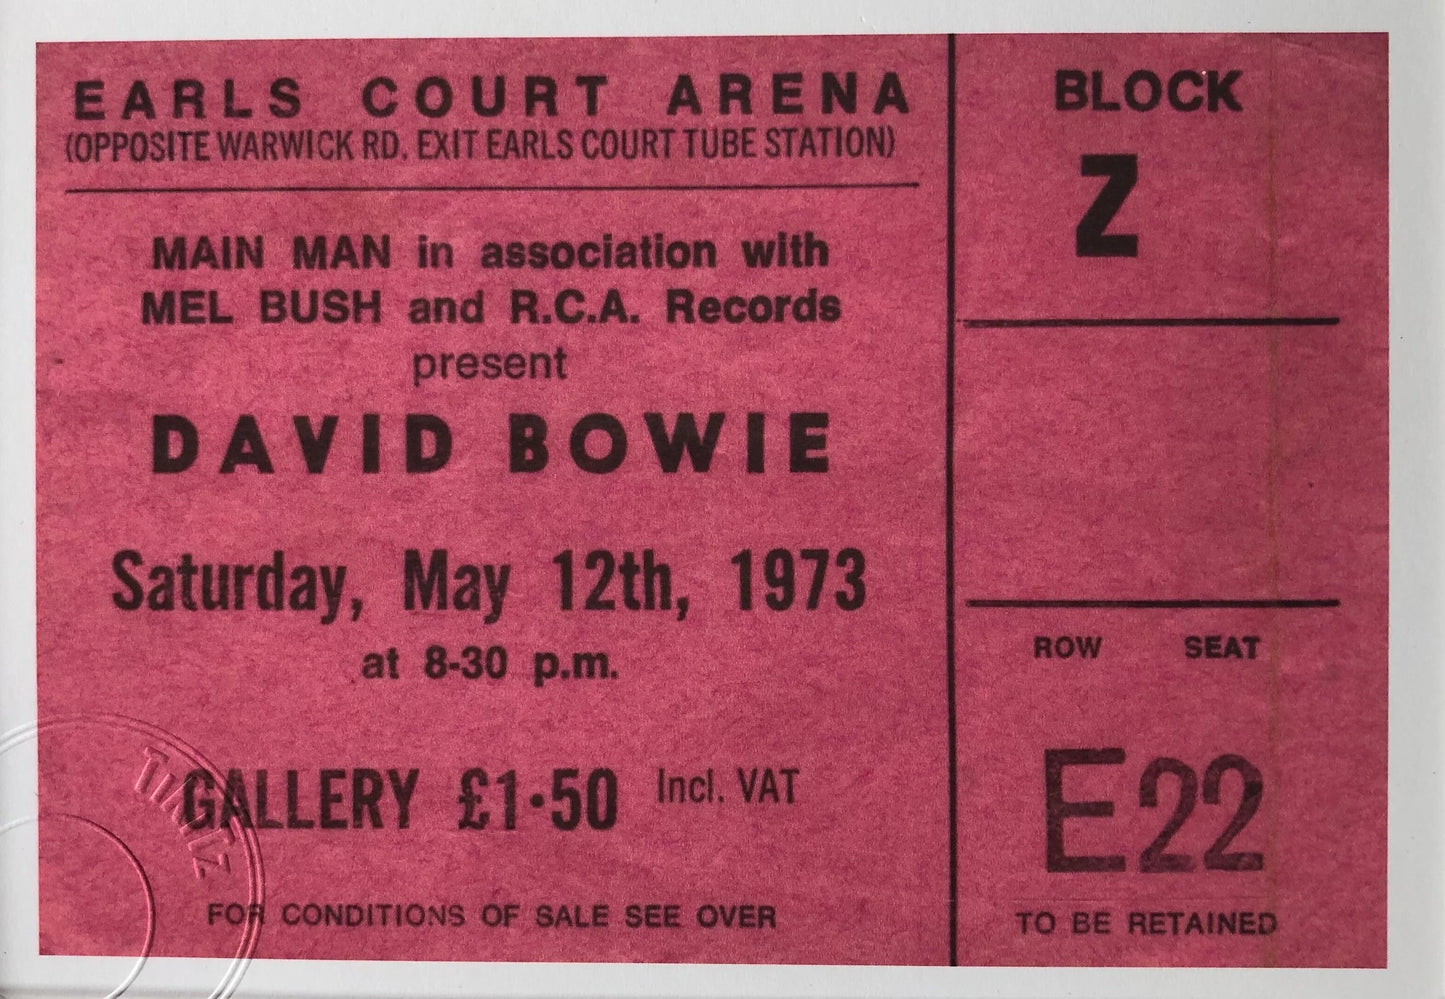 EARLS COURT ARENA
(OPPOSITE WARWICK RD. EXIT EARLS COURT TUBE STATION)
MAIN MAN in association with
MEL BUSH and R.C.A. Records
present
DAVID BOWIE
Saturday, May 12th, 1973
at 8-30 p.m.
GALLERY £1·50 Incl. VAT
FOR CONDITIONS OF SALE SEE OVER
BLOCK
Z
ROW SEAT
E22
TO BE RETAINED